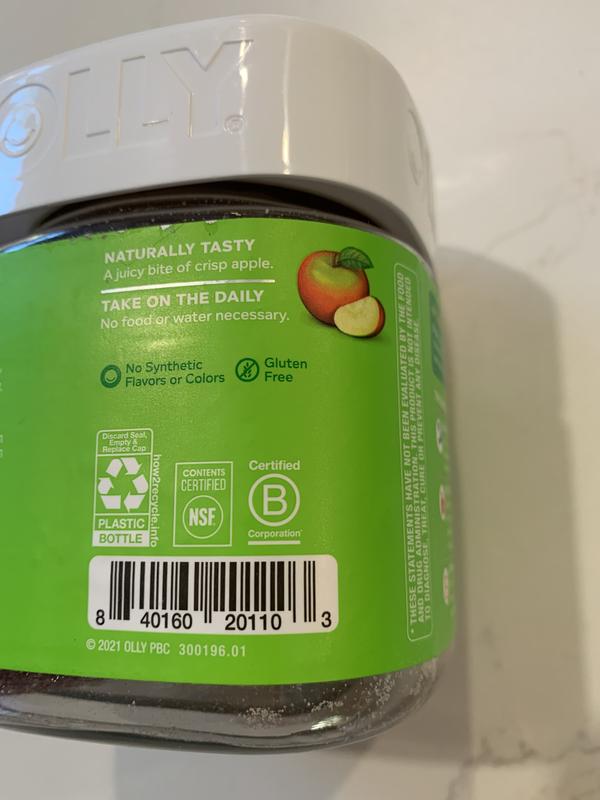 OLLY®
NATURALLY TASTY
A juicy bite of crisp apple.
TAKE ON THE DAILY
No food or water necessary.
No Synthetic
Flavors or Colors
Gluten
Free
Discard Seal,
Empty &
Replace Cap
how2recycle.info
PLASTIC
BOTTLE
CONTENTS
CERTIFIED
NSF
Certified
B
Corporation
8 40160 20110 3
© 2021 OLLY PBC 300196.01
* THESE STATEMENTS HAVE NOT BEEN EVALUATED BY THE FOOD
AND DRUG ADMINISTRATION. THIS PRODUCT IS NOT INTENDED
TO DIAGNOSE, TREAT, CURE OR PREVENT ANY DISEASE.